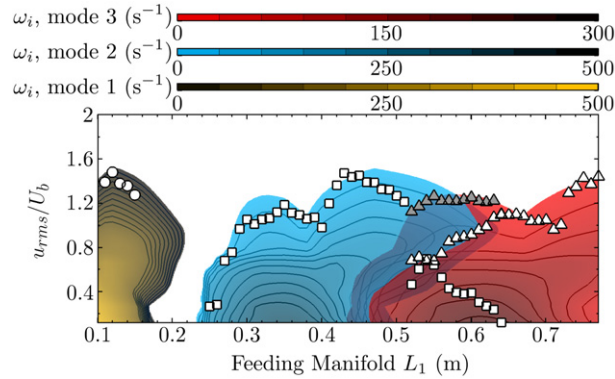 ω_i, mode 3 (s⁻¹)
0 150 300
ω_i, mode 2 (s⁻¹)
0 250 500
ω_i, mode 1 (s⁻¹)
0 250 500
2
1.6
1.2
0.8
0.4
u_rms/U_b
0.1 0.2 0.3 0.4 0.5 0.6 0.7
Feeding Manifold L₁ (m)